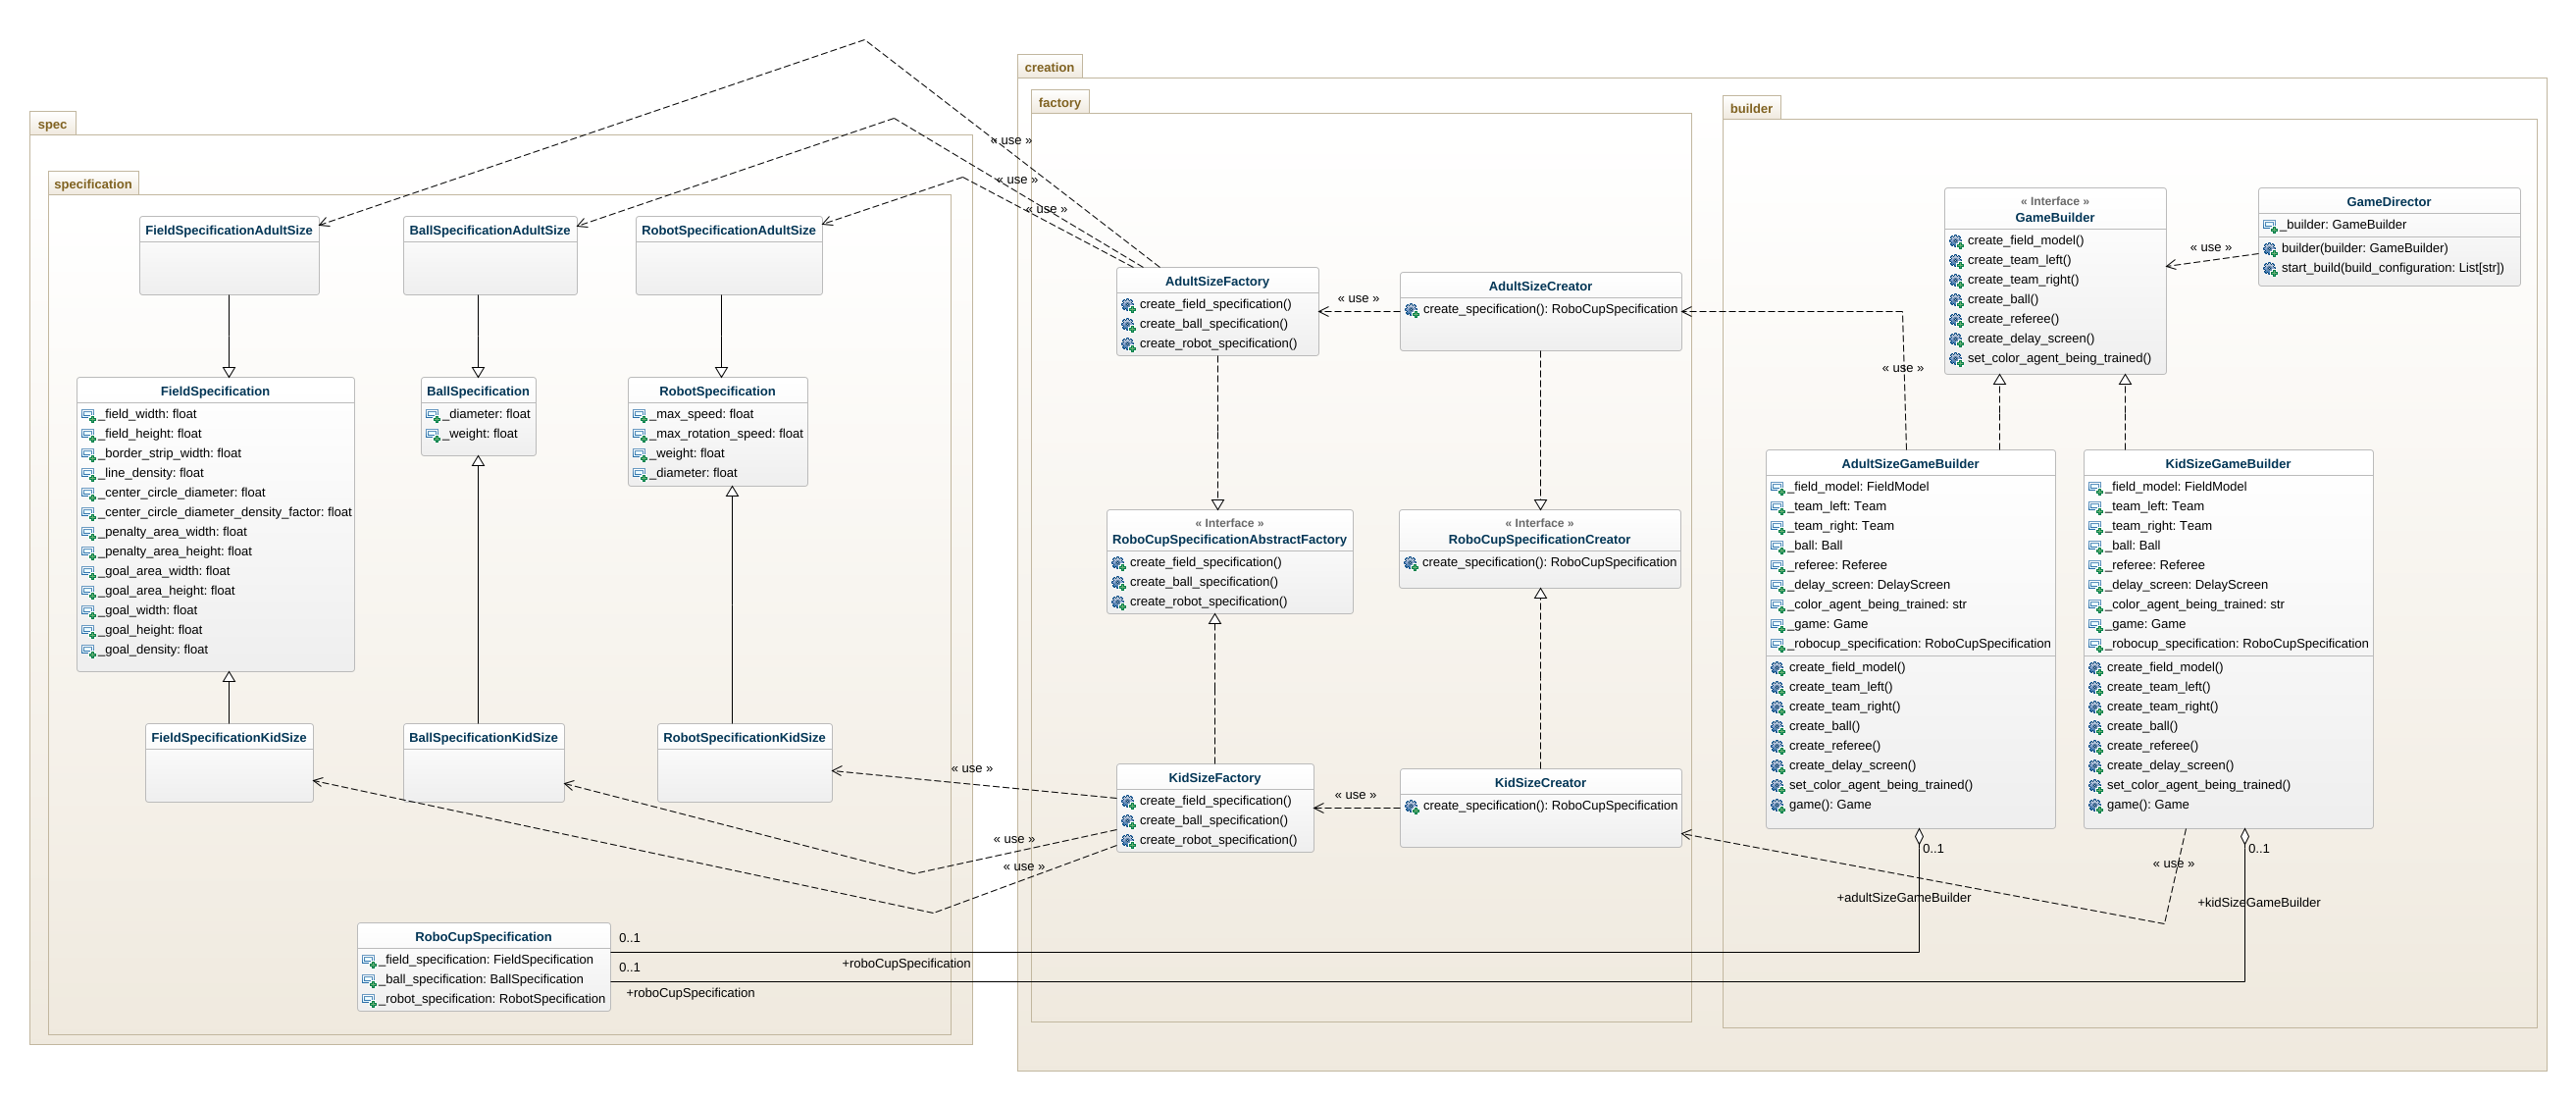 spec
specification
FieldSpecificationAdultSize
BallSpecificationAdultSize
RobotSpecificationAdultSize
FieldSpecification
_field_width: float
_field_height: float
_border_strip_width: float
_line_density: float
_center_circle_diameter: float
_center_circle_diameter_density_factor: float
_penalty_area_width: float
_penalty_area_height: float
_goal_area_width: float
_goal_area_height: float
_goal_width: float
_goal_height: float
_goal_density: float
BallSpecification
_diameter: float
_weight: float
RobotSpecification
_max_speed: float
_max_rotation_speed: float
_weight: float
_diameter: float
FieldSpecificationKidSize
BallSpecificationKidSize
RobotSpecificationKidSize
RoboCupSpecification
_field_specification: FieldSpecification
_ball_specification: BallSpecification
_robot_specification: RobotSpecification
0..1
+roboCupSpecification
0..1
+roboCupSpecification
creation
factory
« use »
« use »
« use »
AdultSizeFactory
create_field_specification()
create_ball_specification()
create_robot_specification()
« use »
AdultSizeCreator
create_specification(): RoboCupSpecification
« Interface »
RoboCupSpecificationAbstractFactory
create_field_specification()
create_ball_specification()
create_robot_specification()
« Interface »
RoboCupSpecificationCreator
create_specification(): RoboCupSpecification
« use »
« use »
« use »
KidSizeFactory
create_field_specification()
create_ball_specification()
create_robot_specification()
« use »
KidSizeCreator
create_specification(): RoboCupSpecification
builder
« Interface »
GameBuilder
create_field_model()
create_team_left()
create_team_right()
create_ball()
create_referee()
create_delay_screen()
set_color_agent_being_trained()
« use »
GameDirector
_builder: GameBuilder
builder(builder: GameBuilder)
start_build(build_configuration: List[str])
« use »
AdultSizeGameBuilder
_field_model: FieldModel
_team_left: Team
_team_right: Team
_ball: Ball
_referee: Referee
_delay_screen: DelayScreen
_color_agent_being_trained: str
_game: Game
_robocup_specification: RoboCupSpecification
create_field_model()
create_team_left()
create_team_right()
create_ball()
create_referee()
create_delay_screen()
set_color_agent_being_trained()
game(): Game
KidSizeGameBuilder
_field_model: FieldModel
_team_left: Team
_team_right: Team
_ball: Ball
_referee: Referee
_delay_screen: DelayScreen
_color_agent_being_trained: str
_game: Game
_robocup_specification: RoboCupSpecification
create_field_model()
create_team_left()
create_team_right()
create_ball()
create_referee()
create_delay_screen()
set_color_agent_being_trained()
game(): Game
0..1
+adultSizeGameBuilder
« use »
0..1
+kidSizeGameBuilder